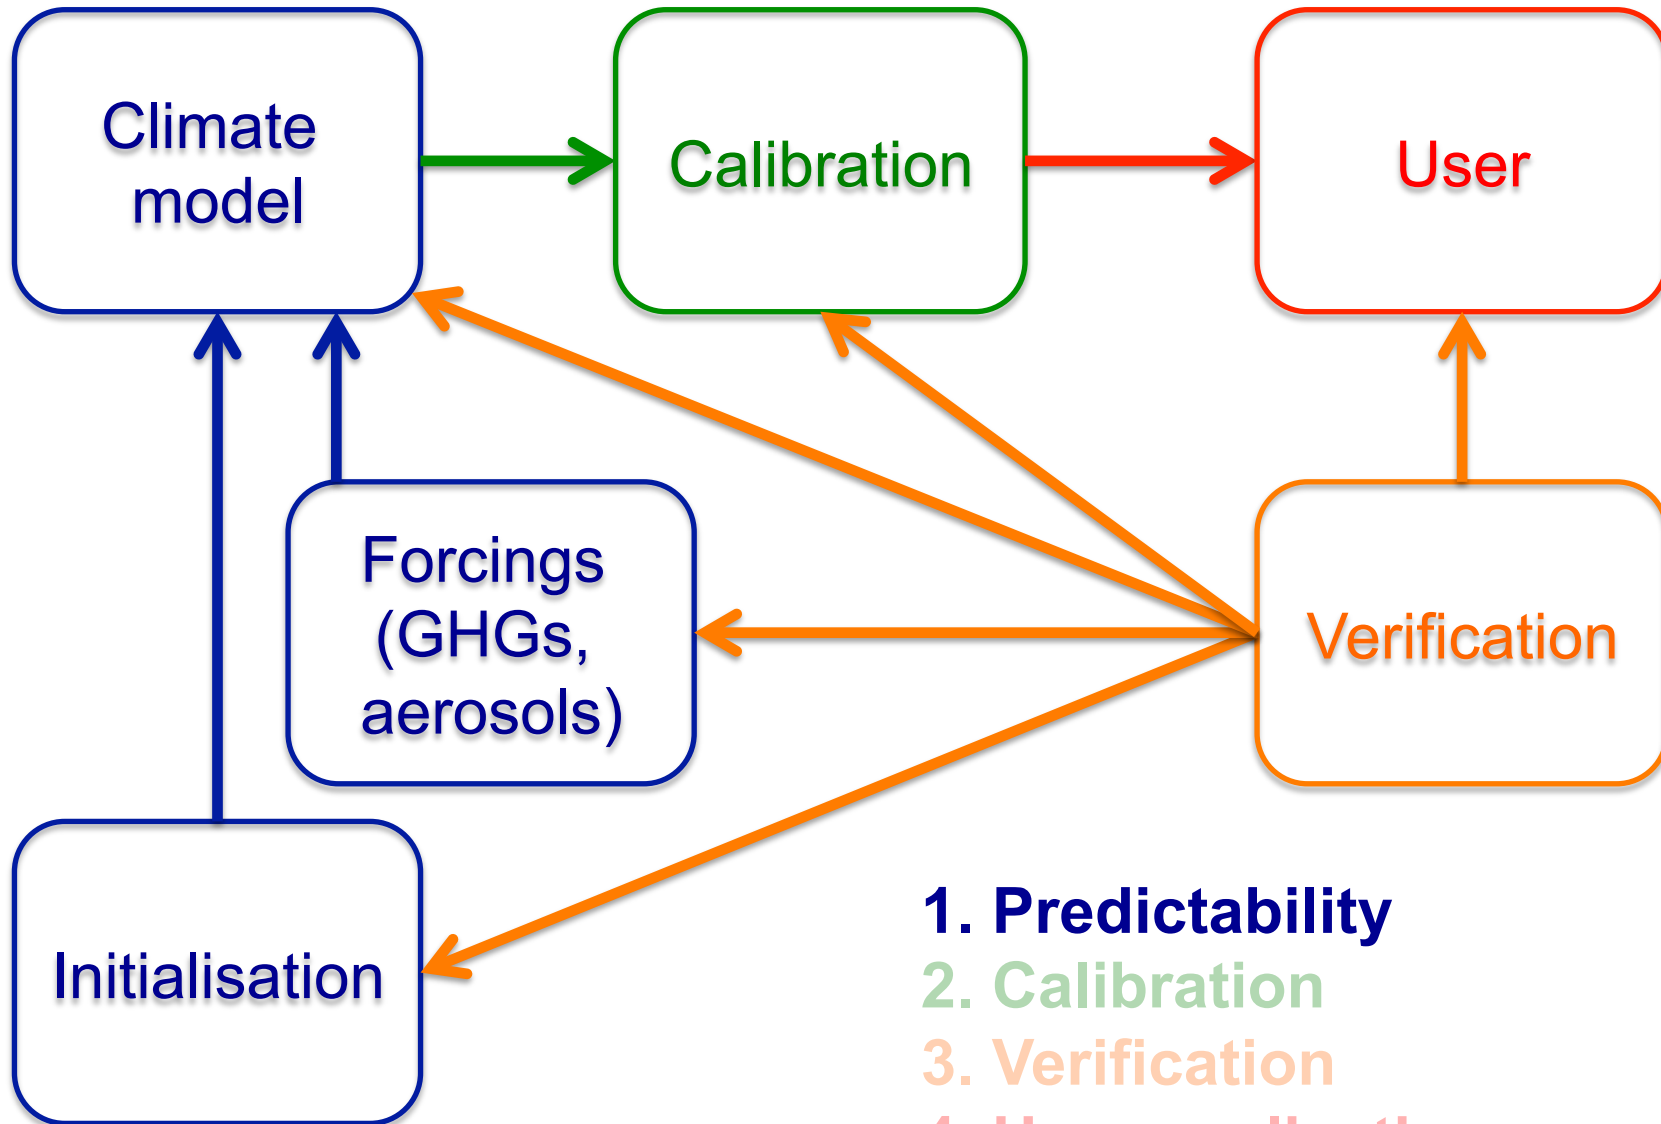 Climate
model
Calibration
User
Forcings
(GHGs,
aerosols)
Verification
Initialisation
1. Predictability
2. Calibration
3. Verification